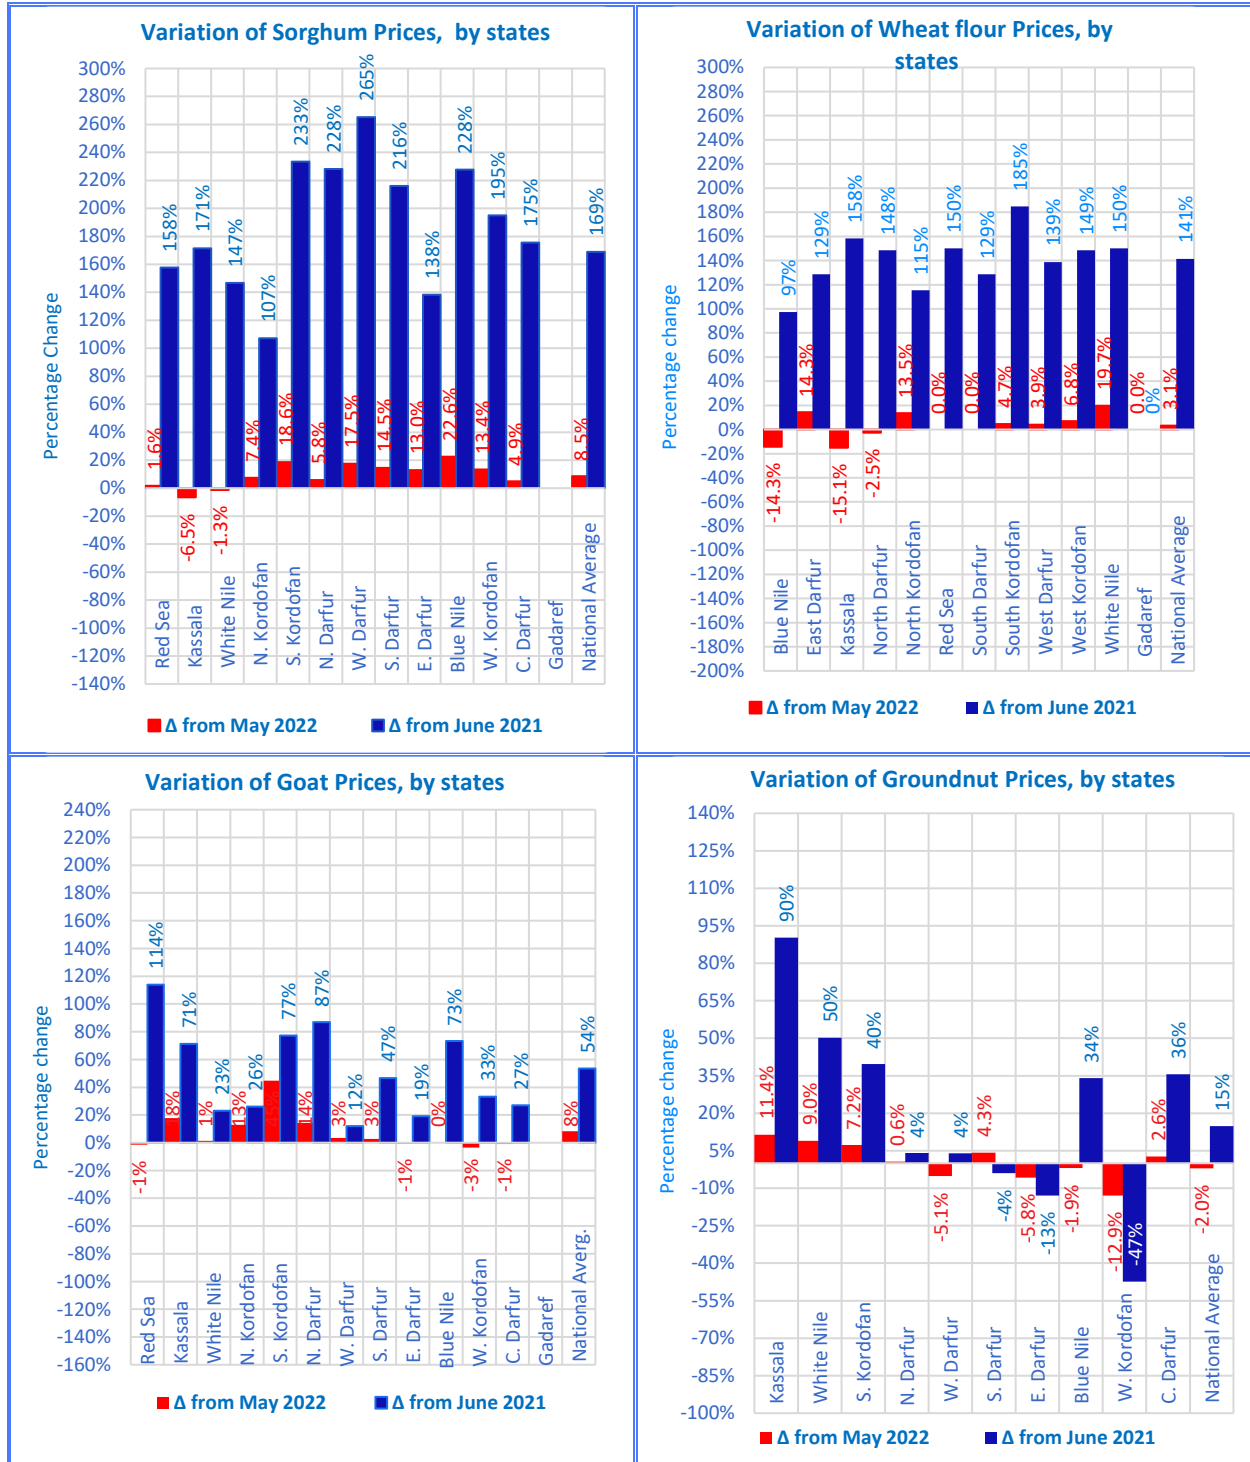 Variation of Sorghum Prices, by states
300%
280%
260%
240%
220%
200%
180%
160%
140%
120%
100%
80%
60%
40%
20%
0%
-20%
-40%
-60%
-80%
-100%
-120%
-140%
Percentage Change
1.6%
-6.5%
-1.3%
7.4%
18.6%
5.8%
17.5%
14.5%
13.0%
22.6%
13.4%
4.9%
8.5%
158%
171%
147%
107%
233%
228%
265%
216%
138%
228%
195%
175%
169%
Red Sea
Kassala
White Nile
N. Kordofan
S. Kordofan
N. Darfur
W. Darfur
S. Darfur
E. Darfur
Blue Nile
W. Kordofan
C. Darfur
Gadaref
National Average
Δ from May 2022
Δ from June 2021
Variation of Wheat flour Prices, by
states
300%
280%
260%
240%
220%
200%
180%
160%
140%
120%
100%
80%
60%
40%
20%
0%
-20%
-40%
-60%
-80%
-100%
-120%
-140%
-160%
-180%
-200%
Percentage change
-14.3%
14.3%
-15.1%
-2.5%
13.5%
0.0%
0.0%
4.7%
3.9%
6.8%
19.7%
0.0%
3.1%
97%
129%
158%
148%
115%
150%
129%
185%
139%
149%
150%
0%
141%
Blue Nile
East Darfur
Kassala
North Darfur
North Kordofan
Red Sea
South Darfur
South Kordofan
West Darfur
West Kordofan
White Nile
Gadaref
National Average
Δ from May 2022
Δ from June 2021
Variation of Goat Prices, by states
240%
220%
200%
180%
160%
140%
120%
100%
80%
60%
40%
20%
0%
-20%
-40%
-60%
-80%
-100%
-120%
-140%
-160%
Percentage change
-1%
18%
1%
13%
45%
14%
3%
3%
-1%
0%
-3%
-1%
8%
114%
71%
23%
26%
77%
87%
12%
47%
19%
73%
33%
27%
54%
Red Sea
Kassala
White Nile
N. Kordofan
S. Kordofan
N. Darfur
W. Darfur
S. Darfur
E. Darfur
Blue Nile
W. Kordofan
C. Darfur
Gadaref
National Averg.
Δ from May 2022
Δ from June 2021
Variation of Groundnut Prices, by states
140%
125%
110%
95%
80%
65%
50%
35%
20%
5%
-10%
-25%
-40%
-55%
-70%
-85%
-100%
Percentage change
11.4%
9.0%
7.2%
0.6%
-5.1%
4.3%
-5.8%
-1.9%
-12.9%
2.6%
-2.0%
90%
50%
40%
4%
4%
-4%
-13%
34%
-47%
36%
15%
Kassala
White Nile
S. Kordofan
N. Darfur
W. Darfur
S. Darfur
E. Darfur
Blue Nile
W. Kordofan
C. Darfur
National Average
Δ from May 2022
Δ from June 2021